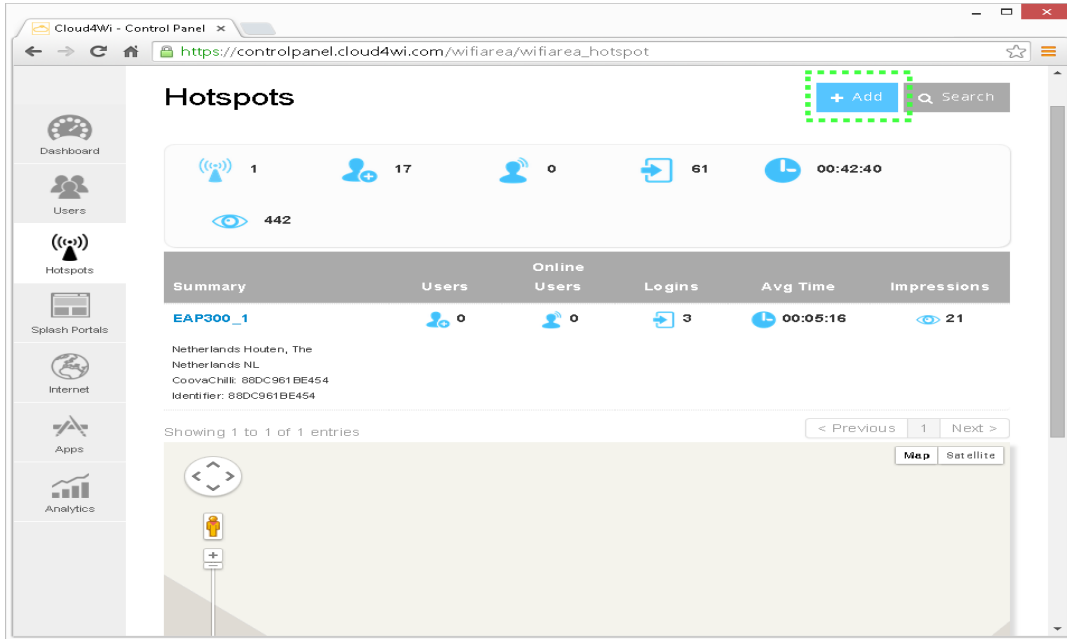 Cloud4Wi - Control Panel
https://controlpanel.cloud4wi.com/wifiarea/wifiarea_hotspot
Hotspots
+ Add
Search
Dashboard
Users
Hotspots
Splash Portals
Internet
Apps
Analytics
1
17
0
61
00:42:40
442
Summary
Users
Online
Users
Logins
Avg Time
Impressions
EAP300_1
0
0
3
00:05:16
21
Netherlands Houten, The
Netherlands NL
CoovaChilli: 88DC961BE454
Identifier: 88DC961BE454
Showing 1 to 1 of 1 entries
< Previous
1
Next >
Map
Satellite